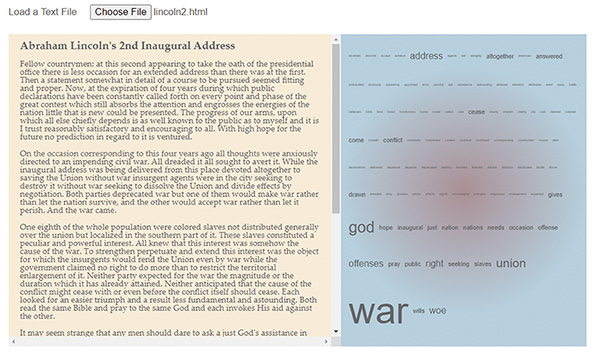 Load a Text File Choose File lincoln2.html
Abraham Lincoln's 2nd Inaugural Address
Fellow countrymen: at this second appearing to take the oath of the presidential
office there is less occasion for an extended address than there was at the first.
Then a statement somewhat in detail of a course to be pursued seemed fitting
and proper. Now, at the expiration of four years during which public
declarations have been constantly called forth on every point and phase of the
great contest which still absorbs the attention and engrosses the energies of the
nation little that is new could be presented. The progress of our arms, upon
which all else chiefly depends is as well known to the public as to myself and it is
I trust reasonably satisfactory and encouraging to all. With high hope for the
future no prediction in regard to it is ventured.
On the occasion corresponding to this four years ago all thoughts were anxiously
directed to an impending civil war. All dreaded it all sought to avert it. While the
inaugural address was being delivered from this place devoted altogether to
saving the Union without war insurgent agents were in the city seeking to
destroy it without war seeking to dissolve the Union and divide effects by
negotiation. Both parties deprecated war but one of them would make war rather
than let the nation survive, and the other would accept war rather than let it
perish. And the war came.
One eighth of the whole population were colored slaves not distributed generally
over the union but localized in the southern part of it. These slaves constituted a
peculiar and powerful interest. All knew that this interest was somehow the
cause of the war. To strengthen perpetuate and extend this interest was the object
for which the insurgents would rend the Union even by war while the
government claimed no right to do more than to restrict the territorial
enlargement of it. Neither party expected for the war the magnitude or the
duration which it has already attained. Neither anticipated that the cause of the
conflict might cease with or even before the conflict itself should cease. Each
looked for an easier triumph and a result less fundamental and astounding. Both
read the same Bible and pray to the same God and each invokes His aid against
the other.
It may seem strange that any men should dare to ask a just God's assistance in
address altogether answered
cease
come conflict
drawn gives
god hope inaugural just nation nations needs occasion offense
offenses pray public right seeking slaves union
war wills woe